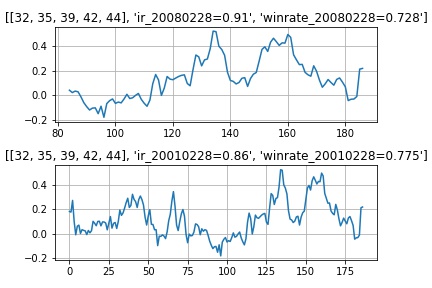 [[32, 35, 39, 42, 44], 'ir_20080228=0.91', 'winrate_20080228=0.728']
0.4
0.2
0.0
−0.2
80 100 120 140 160 180
[[32, 35, 39, 42, 44], 'ir_20010228=0.86', 'winrate_20010228=0.775']
0.4
0.2
0.0
−0.2
0 25 50 75 100 125 150 175